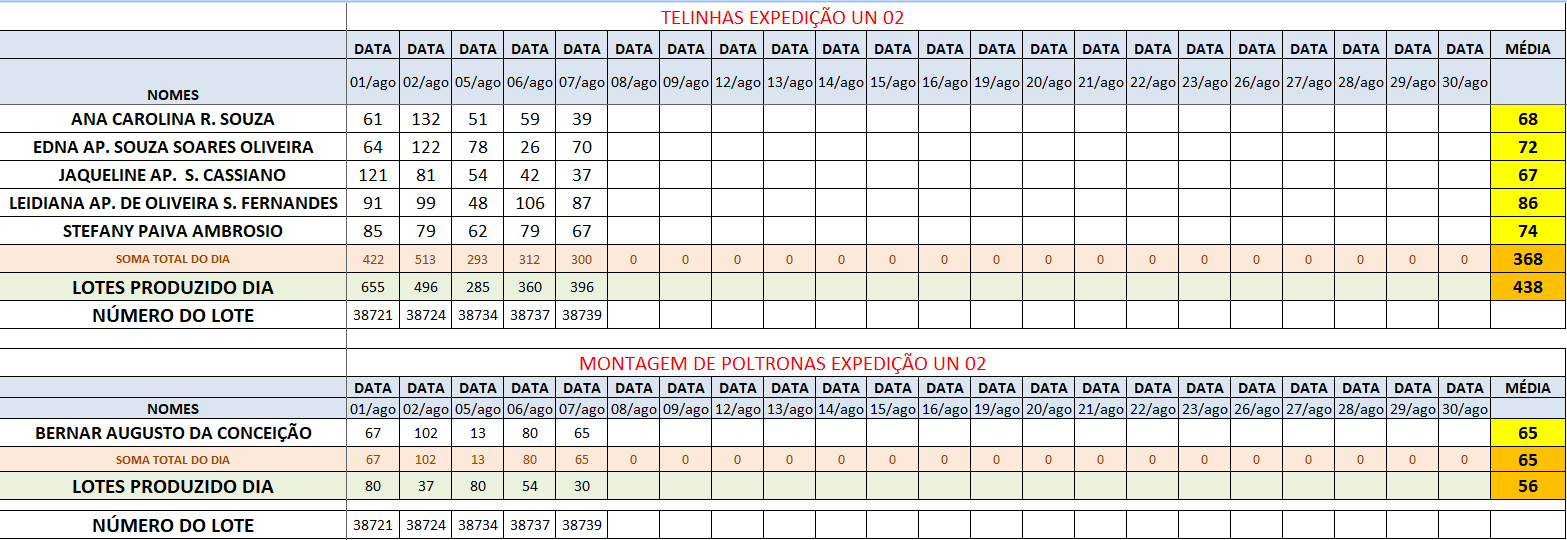 TELINHAS EXPEDIÇÃO UN 02
DATA DATA DATA DATA DATA DATA DATA DATA DATA DATA DATA DATA DATA DATA DATA DATA DATA DATA DATA DATA DATA DATA MÉDIA
NOMES 01/ago 02/ago 05/ago 06/ago 07/ago 08/ago 09/ago 12/ago 13/ago 14/ago 15/ago 16/ago 19/ago 20/ago 21/ago 22/ago 23/ago 26/ago 27/ago 28/ago 29/ago 30/ago
ANA CAROLINA R. SOUZA 61 132 51 59 39 68
EDNA AP. SOUZA SOARES OLIVEIRA 64 122 78 26 70 72
JAQUELINE AP. S. CASSIANO 121 81 54 42 37 67
LEIDIANA AP. DE OLIVEIRA S. FERNANDES 91 99 48 106 87 86
STEFANY PAIVA AMBROSIO 85 79 62 79 67 74
SOMA TOTAL DO DIA 422 513 293 312 300 0 0 0 0 0 0 0 0 0 0 0 0 0 0 0 0 0 368
LOTES PRODUZIDO DIA 655 496 285 360 396 438
NÚMERO DO LOTE 38721 38724 38734 38737 38739
MONTAGEM DE POLTRONAS EXPEDIÇÃO UN 02
DATA DATA DATA DATA DATA DATA DATA DATA DATA DATA DATA DATA DATA DATA DATA DATA DATA DATA DATA DATA DATA DATA MÉDIA
NOMES 01/ago 02/ago 05/ago 06/ago 07/ago 08/ago 09/ago 12/ago 13/ago 14/ago 15/ago 16/ago 19/ago 20/ago 21/ago 22/ago 23/ago 26/ago 27/ago 28/ago 29/ago 30/ago
BERNAR AUGUSTO DA CONCEIÇÃO 67 102 13 80 65 65
SOMA TOTAL DO DIA 67 102 13 80 65 0 0 0 0 0 0 0 0 0 0 0 0 0 0 0 0 0 65
LOTES PRODUZIDO DIA 80 37 80 54 30 56
NÚMERO DO LOTE 38721 38724 38734 38737 38739